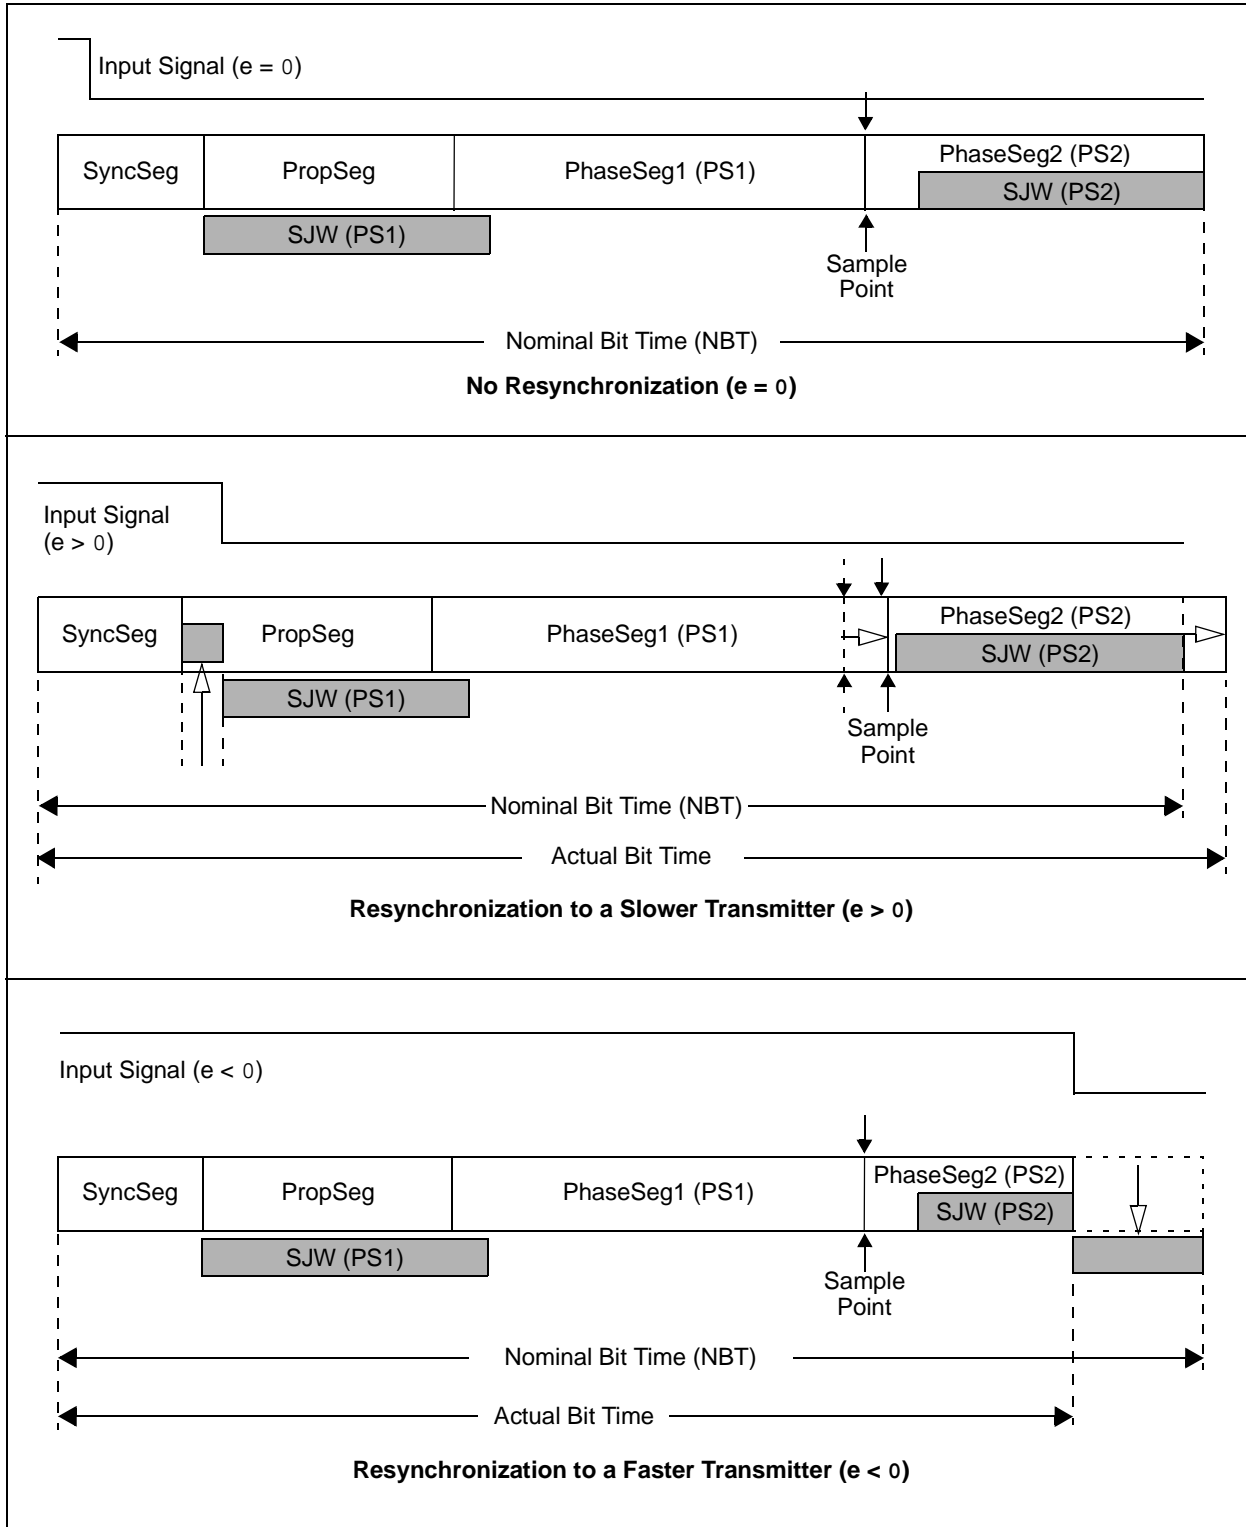 Input Signal (e = 0)
SyncSeg
PropSeg
PhaseSeg1 (PS1)
PhaseSeg2 (PS2)
SJW (PS2)
SJW (PS1)
Sample
Point
Nominal Bit Time (NBT)
No Resynchronization (e = 0)
Input Signal
(e > 0)
SyncSeg
PropSeg
PhaseSeg1 (PS1)
PhaseSeg2 (PS2)
SJW (PS2)
SJW (PS1)
Sample
Point
Nominal Bit Time (NBT)
Actual Bit Time
Resynchronization to a Slower Transmitter (e > 0)
Input Signal (e < 0)
SyncSeg
PropSeg
PhaseSeg1 (PS1)
PhaseSeg2 (PS2)
SJW (PS2)
SJW (PS1)
Sample
Point
Nominal Bit Time (NBT)
Actual Bit Time
Resynchronization to a Faster Transmitter (e < 0)